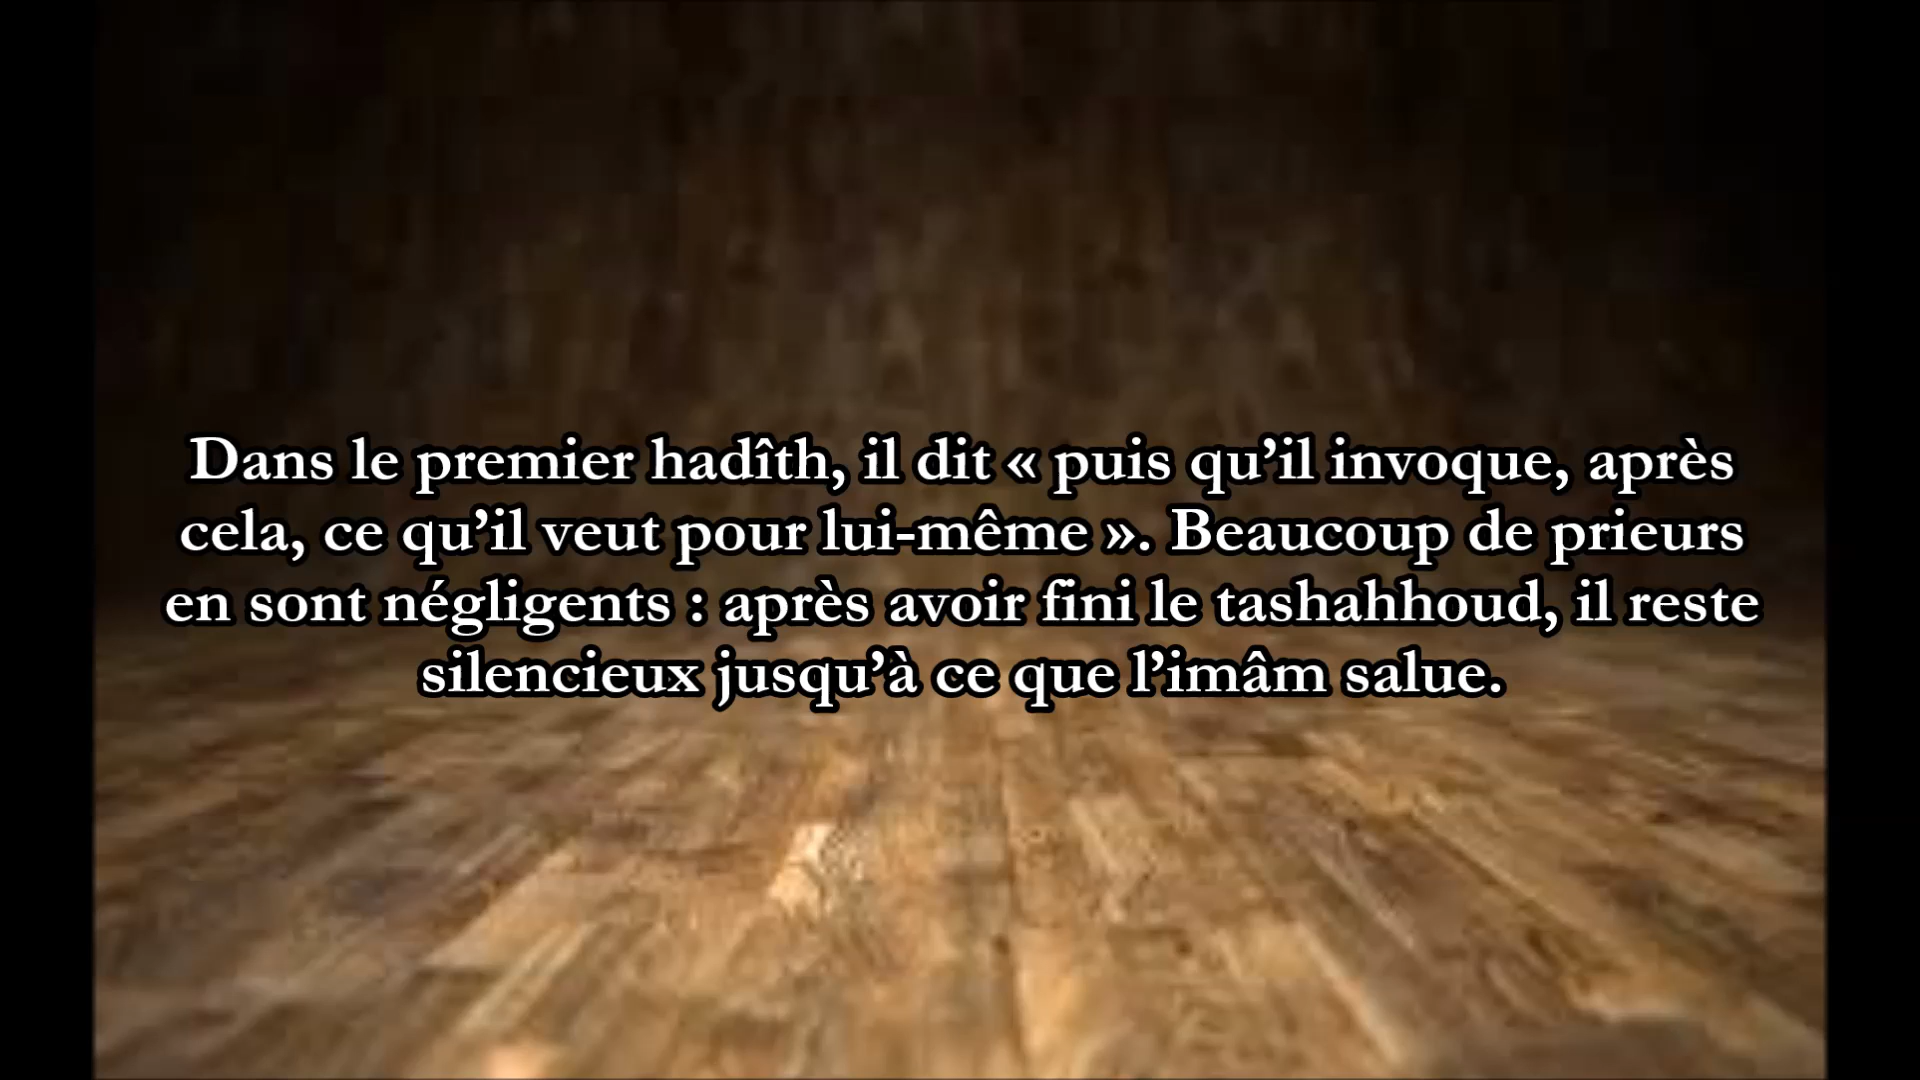 Dans le premier hadîth, il dit « puis qu’il invoque, après
cela, ce qu’il veut pour lui-même ». Beaucoup de prieurs
en sont négligents : après avoir fini le tashahhoud, il reste
silencieux jusqu’à ce que l’imâm salue.